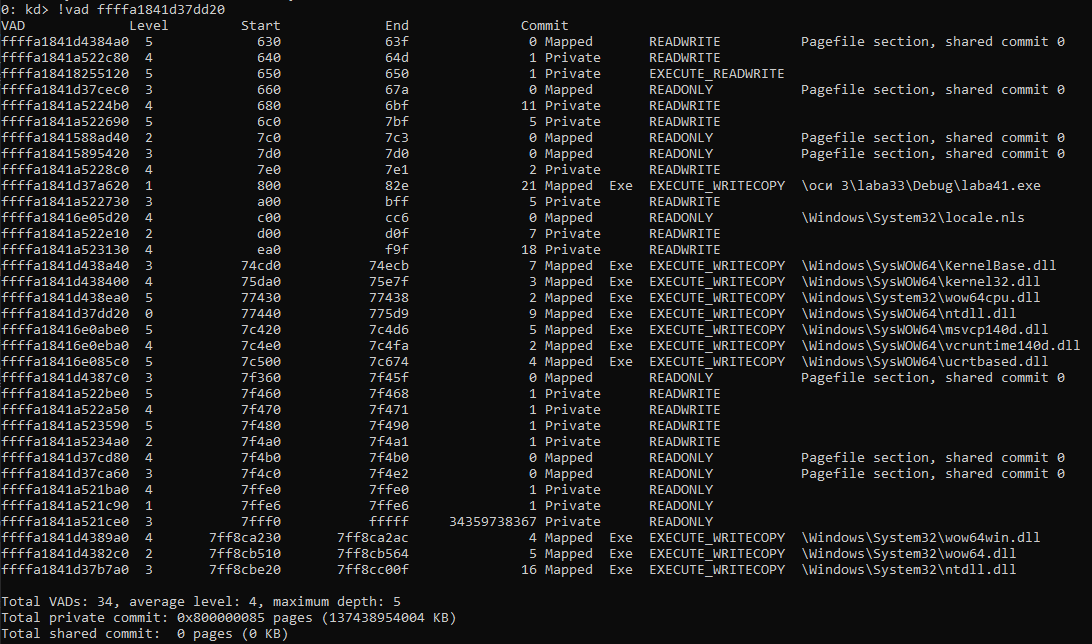 0: kd> !vad ffffa1841d37dd20
VAD Level Start End Commit
ffffa1841d4384a0 5 630 63f 0 Mapped READWRITE Pagefile section, shared commit 0
ffffa1841a522c80 4 640 64d 1 Private READWRITE
ffffa18418255120 5 650 650 1 Private EXECUTE_READWRITE
ffffa1841d37cec0 3 660 67a 0 Mapped READONLY Pagefile section, shared commit 0
ffffa1841a5224b0 4 680 6bf 11 Private READWRITE
ffffa1841a522690 5 6c0 7bf 5 Private READWRITE
ffffa1841588ad40 2 7c0 7c3 0 Mapped READONLY Pagefile section, shared commit 0
ffffa18415895420 3 7d0 7d0 0 Mapped READONLY Pagefile section, shared commit 0
ffffa1841a5228c0 4 7e0 7e1 2 Private READWRITE
ffffa1841d37a620 1 800 82e 21 Mapped Exe EXECUTE_WRITECOPY \оси 3\laba33\Debug\laba41.exe
ffffa1841a522730 3 a00 bff 5 Private READWRITE
ffffa18416e05d20 4 c00 cc6 0 Mapped READONLY \Windows\System32\locale.nls
ffffa1841a522e10 2 d00 d0f 7 Private READWRITE
ffffa1841a523130 4 ea0 f9f 18 Private READWRITE
ffffa1841d438a40 3 74cd0 74ecb 7 Mapped Exe EXECUTE_WRITECOPY \Windows\SysWOW64\KernelBase.dll
ffffa1841d438400 4 75da0 75e7f 3 Mapped Exe EXECUTE_WRITECOPY \Windows\SysWOW64\kernel32.dll
ffffa1841d438ea0 5 77430 77438 2 Mapped Exe EXECUTE_WRITECOPY \Windows\System32\wow64cpu.dll
ffffa1841d37dd20 0 77440 775d9 9 Mapped Exe EXECUTE_WRITECOPY \Windows\SysWOW64\ntdll.dll
ffffa18416e0abe0 5 7c420 7c4d6 5 Mapped Exe EXECUTE_WRITECOPY \Windows\SysWOW64\msvcp140d.dll
ffffa18416e0eba0 4 7c4e0 7c4fa 2 Mapped Exe EXECUTE_WRITECOPY \Windows\SysWOW64\vcruntime140d.dll
ffffa18416e085c0 5 7c500 7c674 4 Mapped Exe EXECUTE_WRITECOPY \Windows\SysWOW64\ucrtbased.dll
ffffa1841d4387c0 3 7f360 7f45f 0 Mapped READONLY Pagefile section, shared commit 0
ffffa1841a522be0 5 7f460 7f468 1 Private READWRITE
ffffa1841a522a50 4 7f470 7f471 1 Private READWRITE
ffffa1841a523590 5 7f480 7f490 1 Private READWRITE
ffffa1841a5234a0 2 7f4a0 7f4a1 1 Private READWRITE
ffffa1841d37cd80 4 7f4b0 7f4b0 0 Mapped READONLY Pagefile section, shared commit 0
ffffa1841d37ca60 3 7f4c0 7f4e2 0 Mapped READONLY Pagefile section, shared commit 0
ffffa1841a521ba0 4 7ffe0 7ffe0 1 Private READONLY
ffffa1841a521c90 1 7ffe6 7ffe6 1 Private READONLY
ffffa1841a521ce0 3 7fff0 fffff 34359738367 Private READONLY
ffffa1841d4389a0 4 7ff8ca230 7ff8ca2ac 4 Mapped Exe EXECUTE_WRITECOPY \Windows\System32\wow64win.dll
ffffa1841d4382c0 2 7ff8cb510 7ff8cb564 5 Mapped Exe EXECUTE_WRITECOPY \Windows\System32\wow64.dll
ffffa1841d37b7a0 3 7ff8cbe20 7ff8cc00f 16 Mapped Exe EXECUTE_WRITECOPY \Windows\System32\ntdll.dll
Total VADs: 34, average level: 4, maximum depth: 5
Total private commit: 0x800000085 pages (137438954004 KB)
Total shared commit: 0 pages (0 KB)